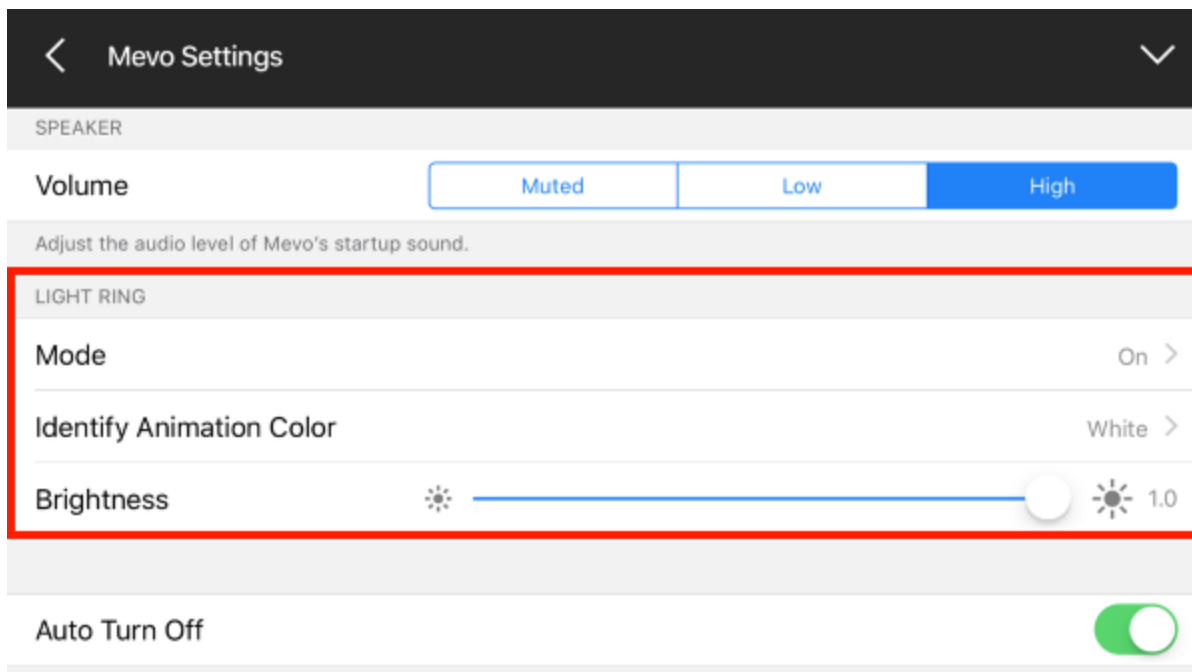 Mevo Settings
SPEAKER
Volume Muted Low High
Adjust the audio level of Mevo's startup sound.
LIGHT RING
Mode On
Identify Animation Color White
Brightness 1.0
Auto Turn Off